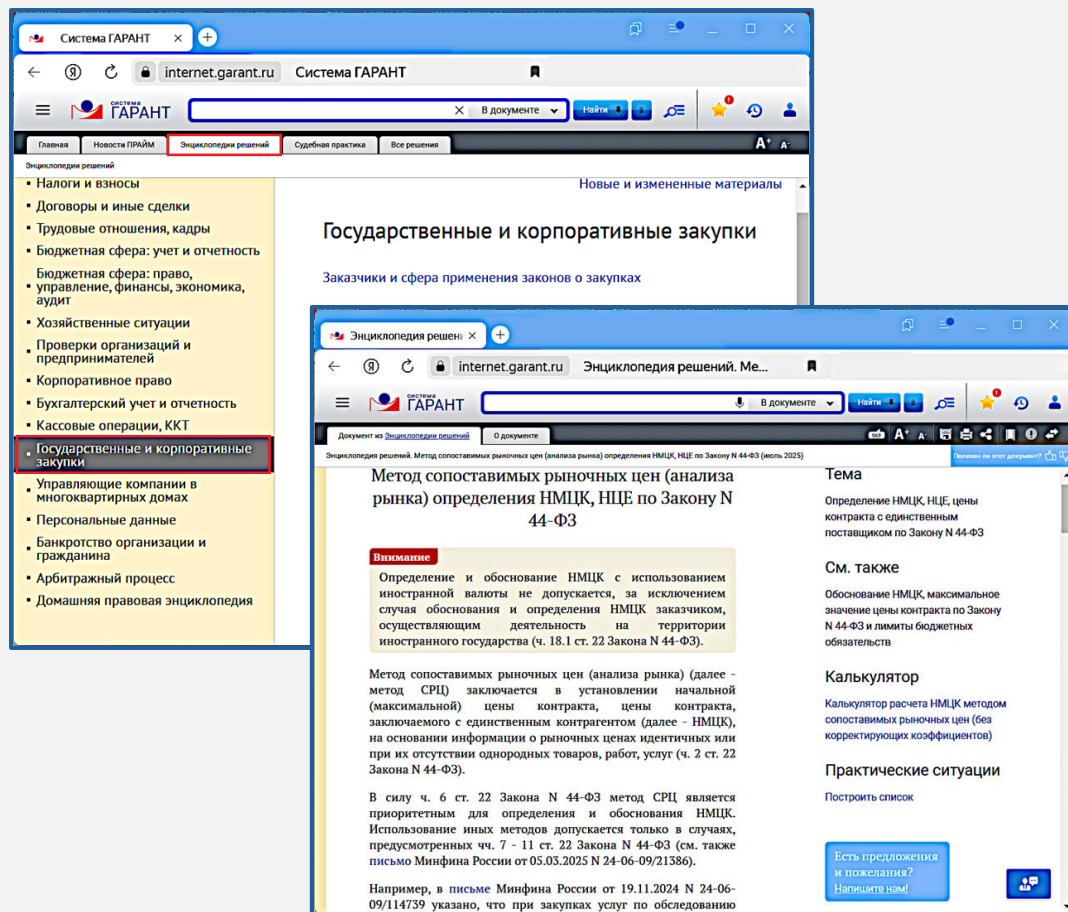 Система ГАРАНТ
internet.garant.ru Система ГАРАНТ
система
ГАРАНТ
В документе
Найти
Главная
Новости ПРАЙМ
Энциклопедии решений
Судебная практика
Все решения
A+ A-
Энциклопедии решений
Налоги и взносы
Договоры и иные сделки
Трудовые отношения, кадры
Бюджетная сфера: учет и отчетность
Бюджетная сфера: право,
управление, финансы, экономика,
аудит
Хозяйственные ситуации
Проверки организаций и
предпринимателей
Корпоративное право
Бухгалтерский учет и отчетность
Кассовые операции, ККТ
Государственные и корпоративные
закупки
Управляющие компании в
многоквартирных домах
Персональные данные
Банкротство организации и
гражданина
Арбитражный процесс
Домашняя правовая энциклопедия
Новые и измененные материалы
Государственные и корпоративные закупки
Заказчики и сфера применения законов о закупках
Энциклопедия решени
internet.garant.ru Энциклопедия решений. Ме...
система
ГАРАНТ
В документе
Найти
Документ из Энциклопедия решений
О документе
A+ A-
Энциклопедия решений. Метод сопоставимых рыночных цен (анализа рынка) определения НМЦК, НЦЕ по Закону N 44-ФЗ (июль 2025)
Полезен ли этот документ?
Метод сопоставимых рыночных цен (анализа
рынка) определения НМЦК, НЦЕ по Закону N
44-ФЗ
Внимание
Определение и обоснование НМЦК с использованием
иностранной валюты не допускается, за исключением
случая обоснования и определения НМЦК заказчиком,
осуществляющим деятельность на территории
иностранного государства (ч. 18.1 ст. 22 Закона N 44-ФЗ).
Метод сопоставимых рыночных цен (анализа рынка) (далее -
метод СРЦ) заключается в установлении начальной
(максимальной) цены контракта, цены контракта,
заключаемого с единственным контрагентом (далее - НМЦК),
на основании информации о рыночных ценах идентичных или
при их отсутствии однородных товаров, работ, услуг (ч. 2 ст. 22
Закона N 44-ФЗ).
В силу ч. 6 ст. 22 Закона N 44-ФЗ метод СРЦ является
приоритетным для определения и обоснования НМЦК.
Использование иных методов допускается только в случаях,
предусмотренных чч. 7 - 11 ст. 22 Закона N 44-ФЗ (см. также
письмо Минфина России от 05.03.2025 N 24-06-09/21386).
Например, в письме Минфина России от 19.11.2024 N 24-06-
09/114739 указано, что при закупках услуг по обследованию
Тема
Определение НМЦК, НЦЕ, цены
контракта с единственным
поставщиком по Закону N 44-ФЗ
См. также
Обоснование НМЦК, максимальное
значение цены контракта по Закону
N 44-ФЗ и лимиты бюджетных
обязательств
Калькулятор
Калькулятор расчета НМЦК методом
сопоставимых рыночных цен (без
корректирующих коэффициентов)
Практические ситуации
Построить список
Есть предложения
и пожелания?
Напишите нам!